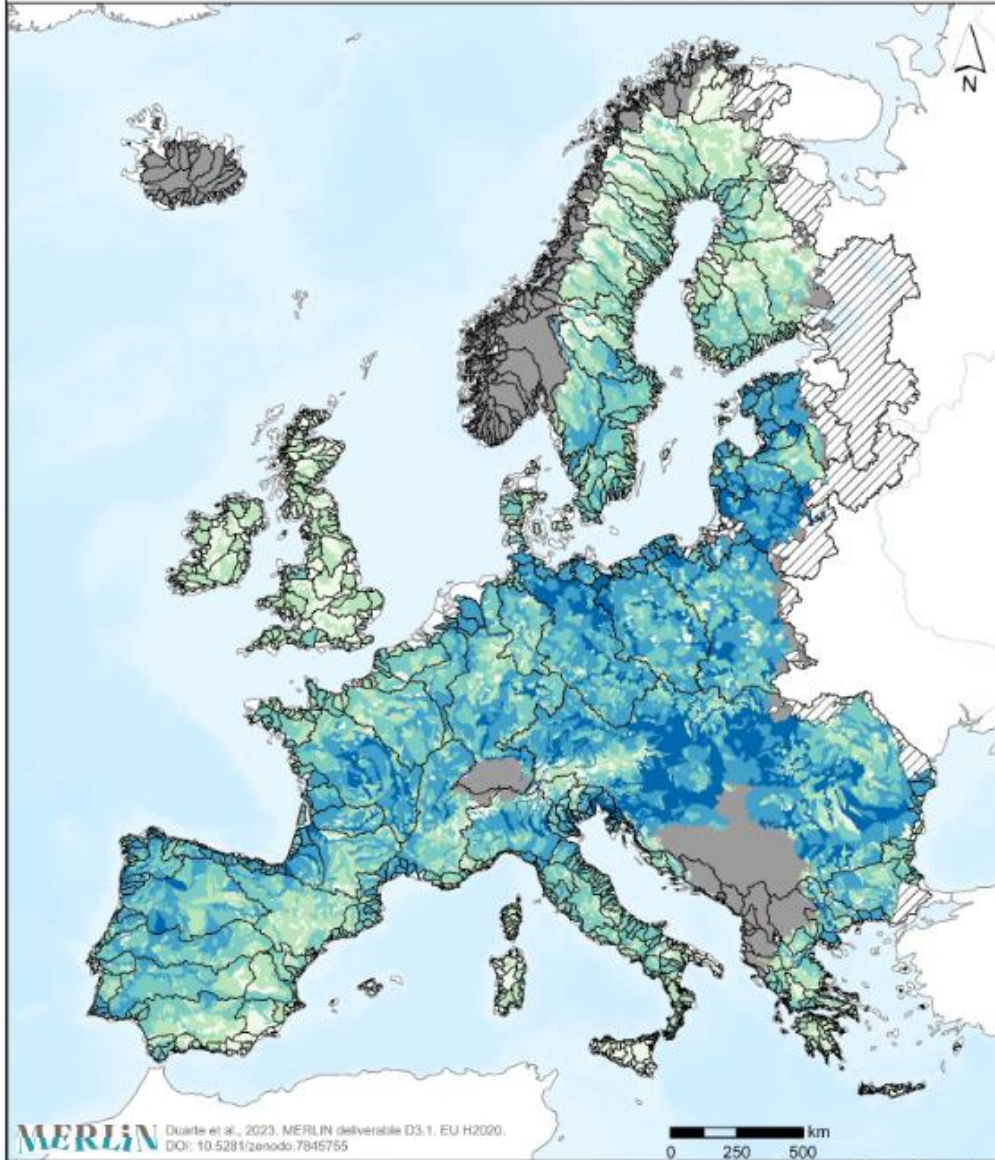 N
MERLIN Duarte et al., 2023. MERLIN deliverable D3.1. EU H2020.
DOI: 10.5281/zenodo.7845755
km
0 250 500